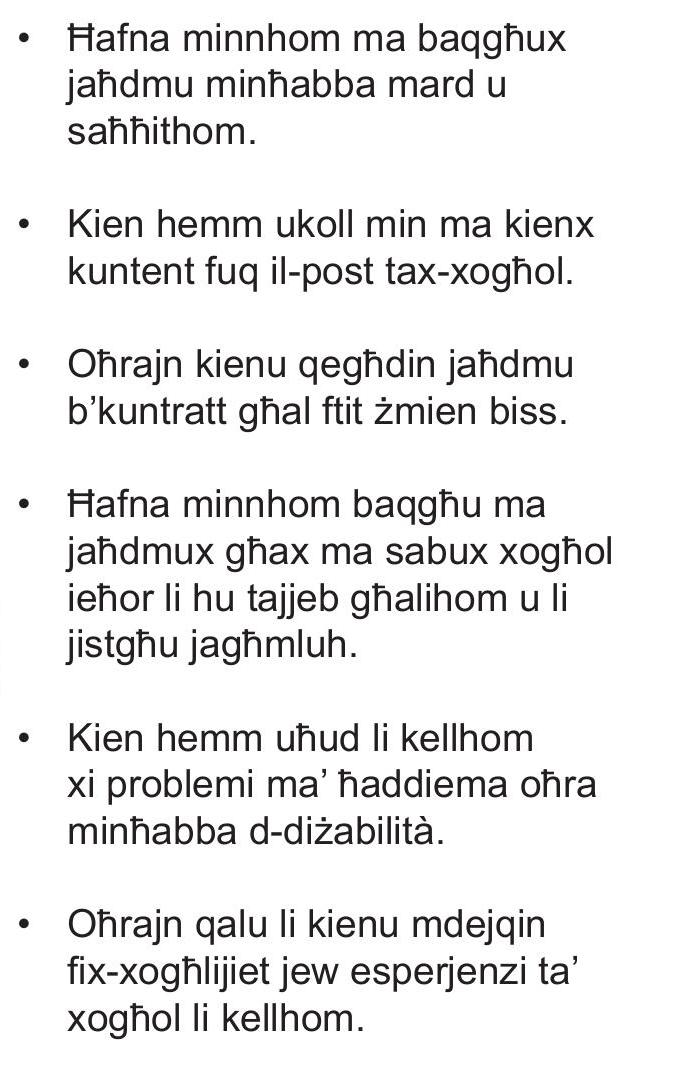 • Ħafna minnhom ma baqgħux
jaħdmu minħabba mard u
saħħithom.
• Kien hemm ukoll min ma kienx
kuntent fuq il-post tax-xogħol.
• Oħrajn kienu qegħdin jaħdmu
b’kuntratt għal ftit żmien biss.
• Ħafna minnhom baqgħu ma
jaħdmux għax ma sabux xogħol
ieħor li hu tajjeb għalihom u li
jistgħu jagħmluh.
• Kien hemm uħud li kellhom
xi problemi ma’ ħaddiema oħra
minħabba d-diżabilità.
• Oħrajn qalu li kienu mdejqin
fix-xogħlijiet jew esperjenzi ta’
xogħol li kellhom.